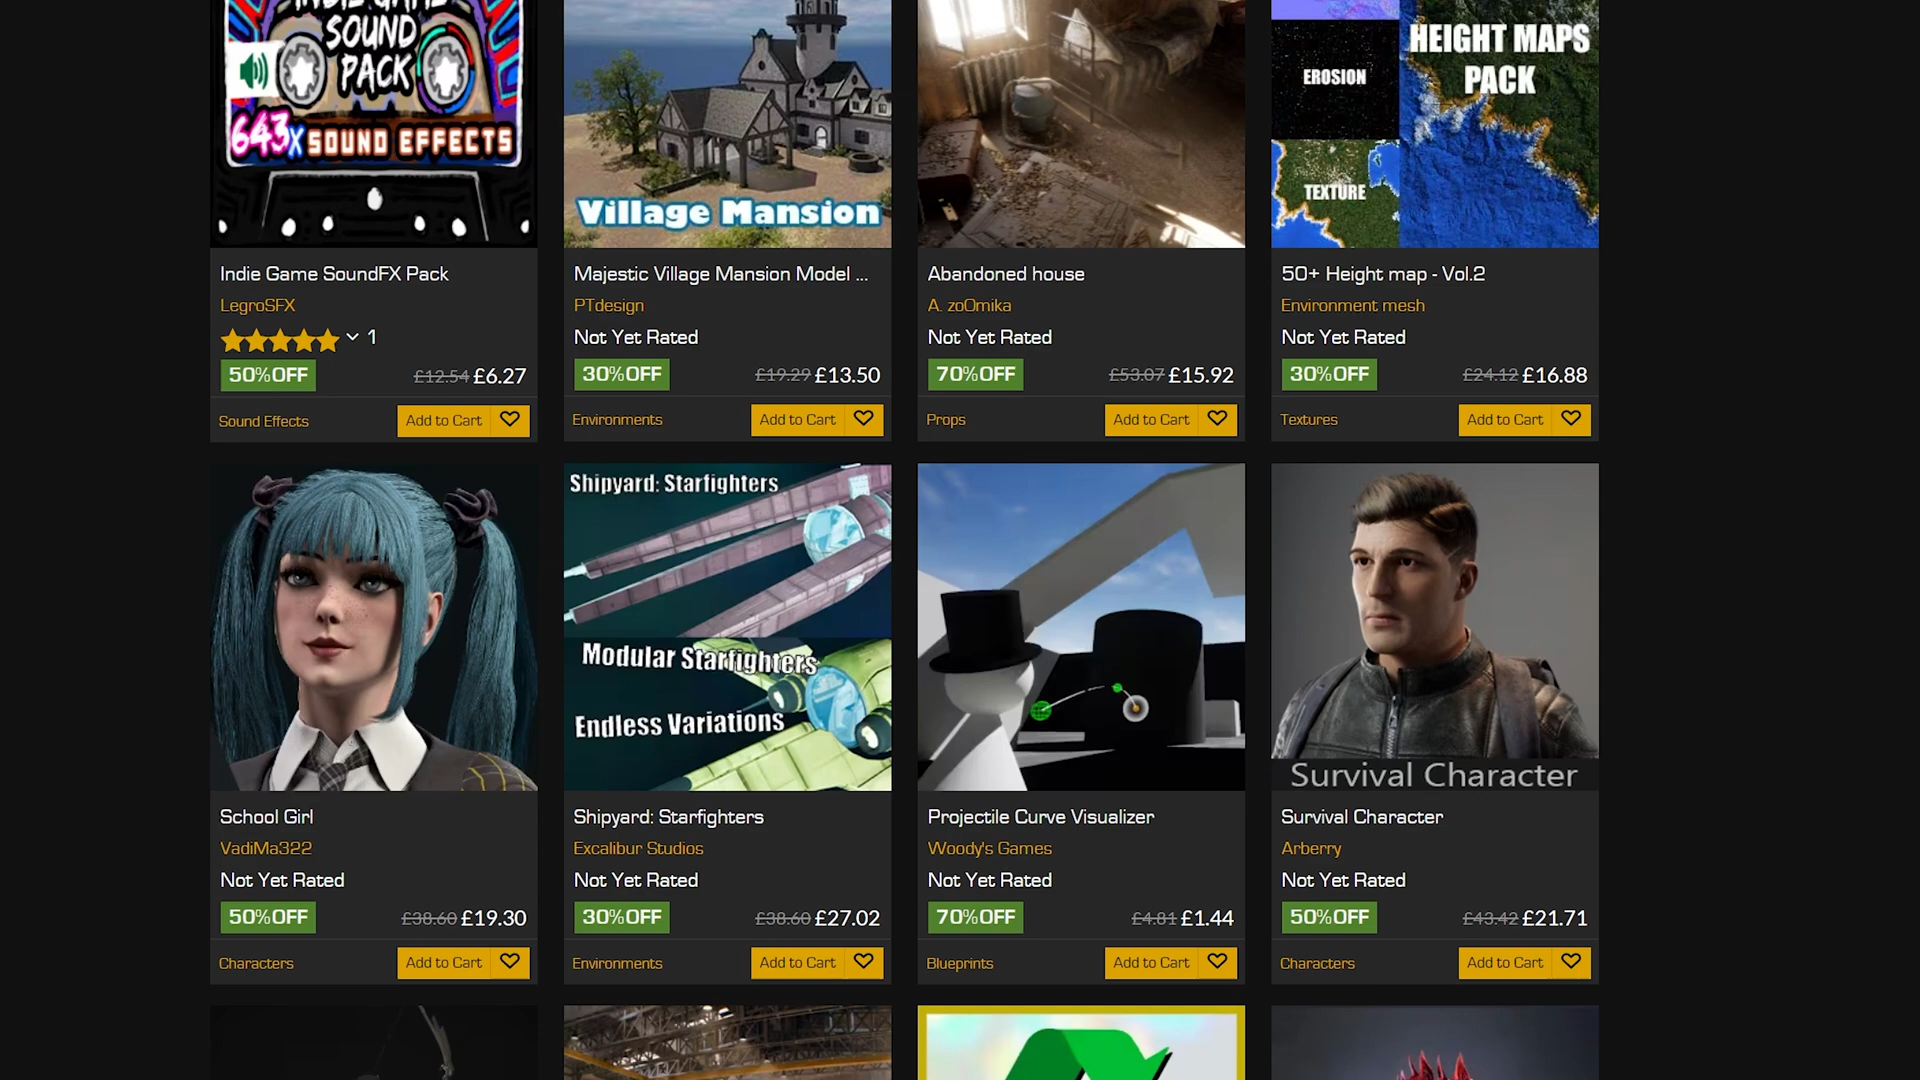 INDIE GAME
SOUND
PACK
643X SOUND EFFECTS
Village Mansion
EROSION
TEXTURE
HEIGHT MAPS
PACK
Indie Game SoundFX Pack
LegroSFX
1
50%OFF
£12.54 £6.27
Sound Effects
Add to Cart
Majestic Village Mansion Model ...
PTdesign
Not Yet Rated
30%OFF
£19.29 £13.50
Environments
Add to Cart
Abandoned house
A. zoOmika
Not Yet Rated
70%OFF
£53.07 £15.92
Props
Add to Cart
50+ Height map - Vol.2
Environment mesh
Not Yet Rated
30%OFF
£24.12 £16.88
Textures
Add to Cart
School Girl
VadiMa322
Not Yet Rated
50%OFF
£38.60 £19.30
Characters
Add to Cart
Shipyard: Starfighters
Modular Starfighters
Endless Variations
Shipyard: Starfighters
Excalibur Studios
Not Yet Rated
30%OFF
£38.60 £27.02
Environments
Add to Cart
Projectile Curve Visualizer
Woody's Games
Not Yet Rated
70%OFF
£4.81 £1.44
Blueprints
Add to Cart
Survival Character
Survival Character
Arberry
Not Yet Rated
50%OFF
£43.42 £21.71
Characters
Add to Cart